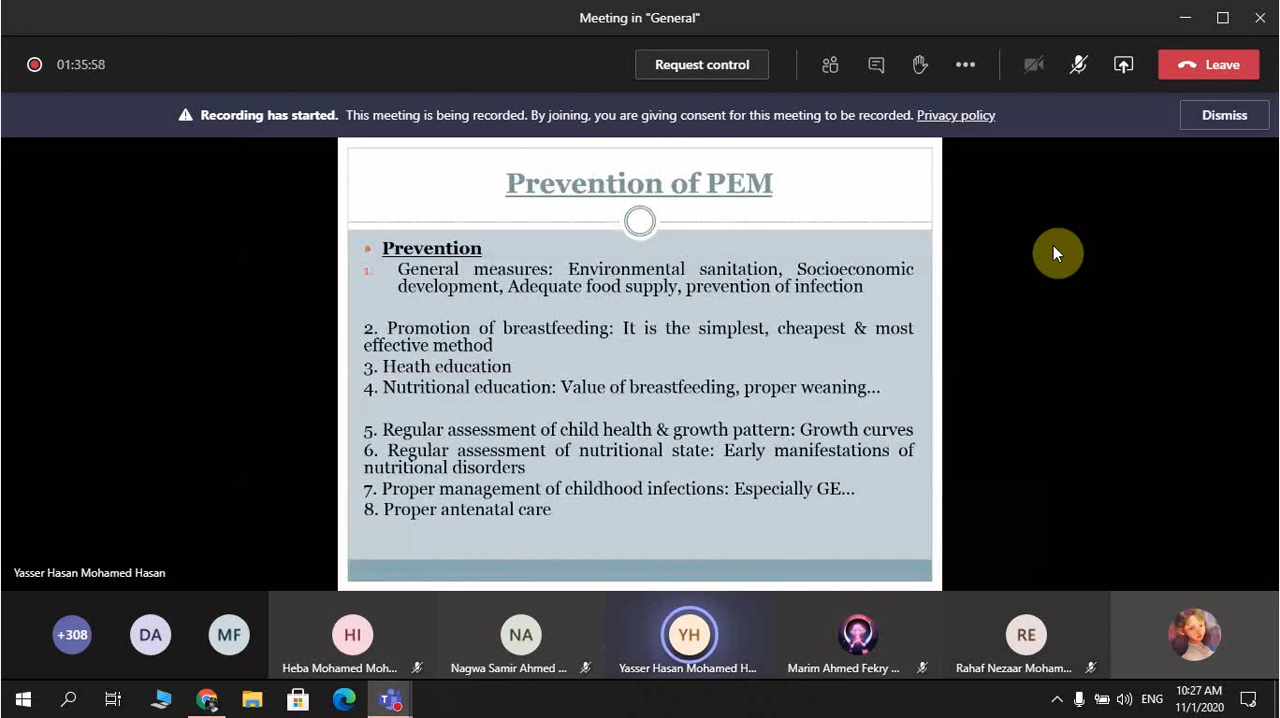 Meeting in "General"
01:35:58
Request control
Leave
Recording has started. This meeting is being recorded. By joining, you are giving consent for this meeting to be recorded. Privacy policy
Dismiss
Prevention of PEM
• Prevention
1. General measures: Environmental sanitation, Socioeconomic
development, Adequate food supply, prevention of infection
2. Promotion of breastfeeding: It is the simplest, cheapest & most
effective method
3. Heath education
4. Nutritional education: Value of breastfeeding, proper weaning...
5. Regular assessment of child health & growth pattern: Growth curves
6. Regular assessment of nutritional state: Early manifestations of
nutritional disorders
7. Proper management of childhood infections: Especially GE...
8. Proper antenatal care
Yasser Hasan Mohamed Hasan
+308
DA
MF
HI
NA
YH
RE
Heba Mohamed Moh...
Nagwa Samir Ahmed ...
Yasser Hasan Mohamed H...
Marim Ahmed Fekry ...
Rahaf Nezaar Moham...
ENG
10:27 AM
11/1/2020